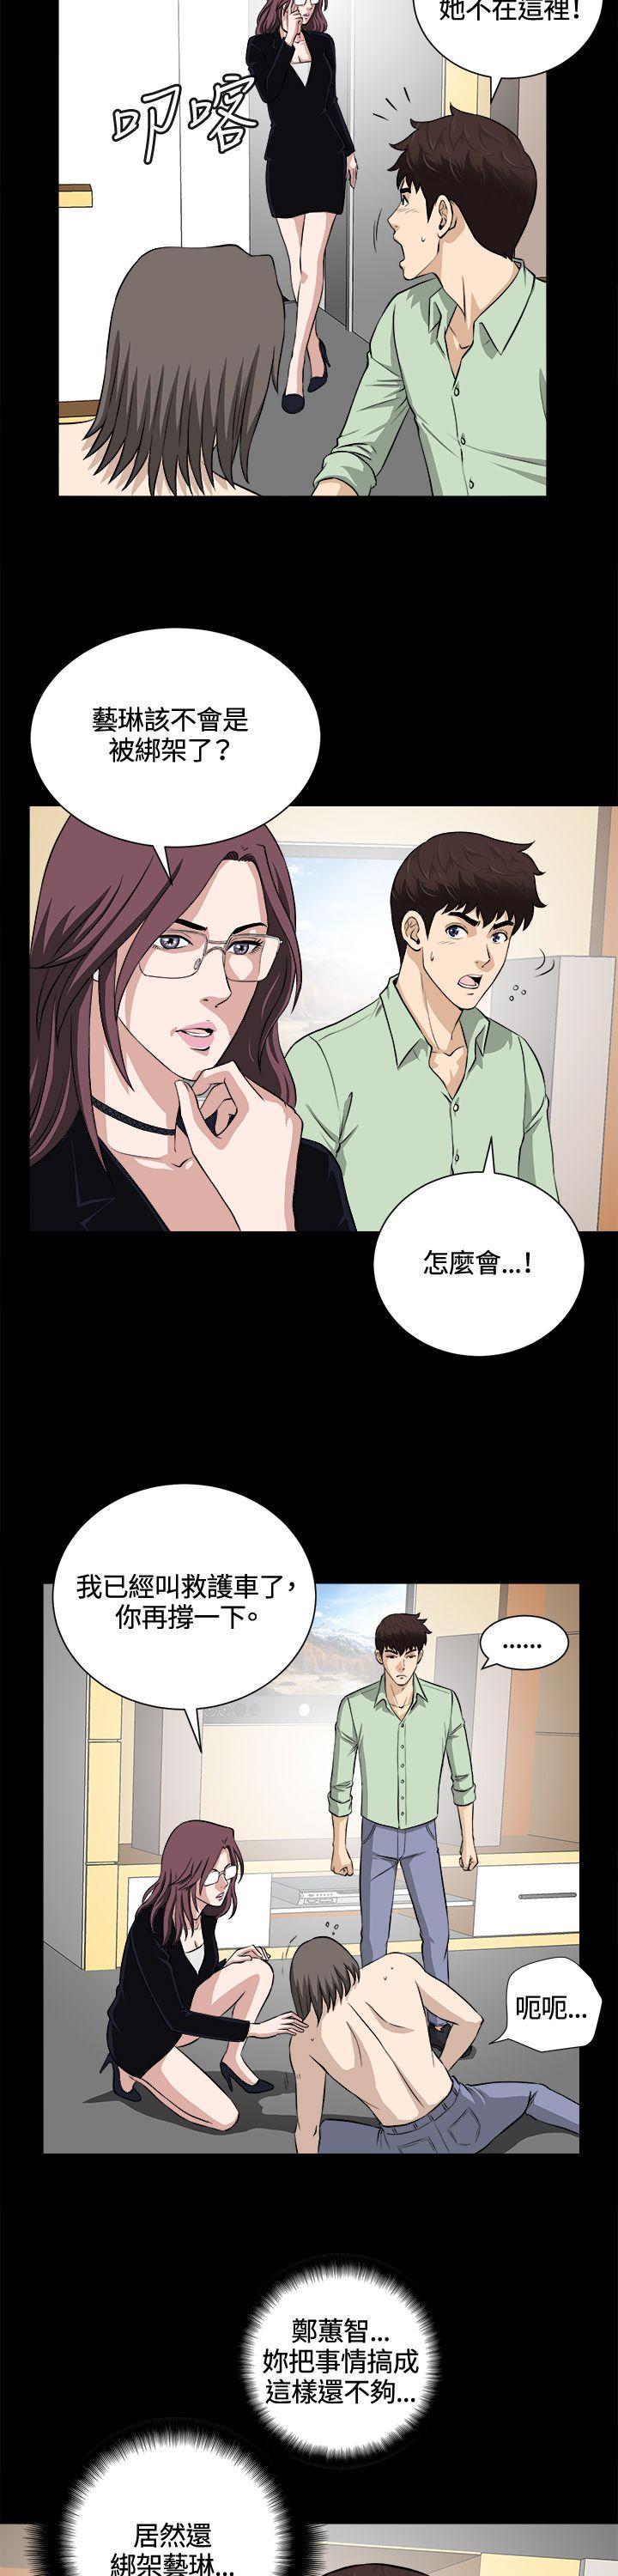 她不在這裡!
叩喀
藝琳該不會是
被綁架了?
怎麼會...!
我已經叫救護車了,
你再撐一下。
......
呃呃...
鄭蕙智...
妳把事情搞成
這樣還不夠...
居然還
綁架藝琳...